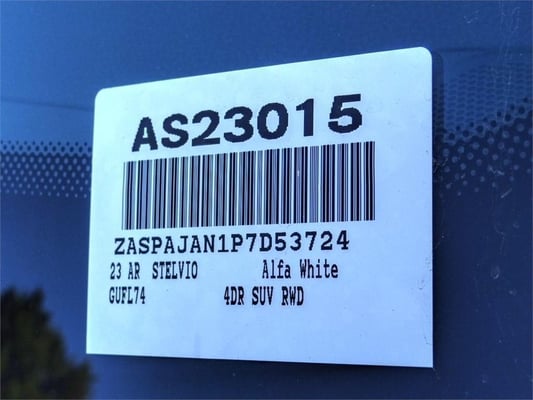 AS23015
ZASPAJAN1P7D53724
23 AR STELVIO Alfa White
GUFL74 4DR SUV RWD